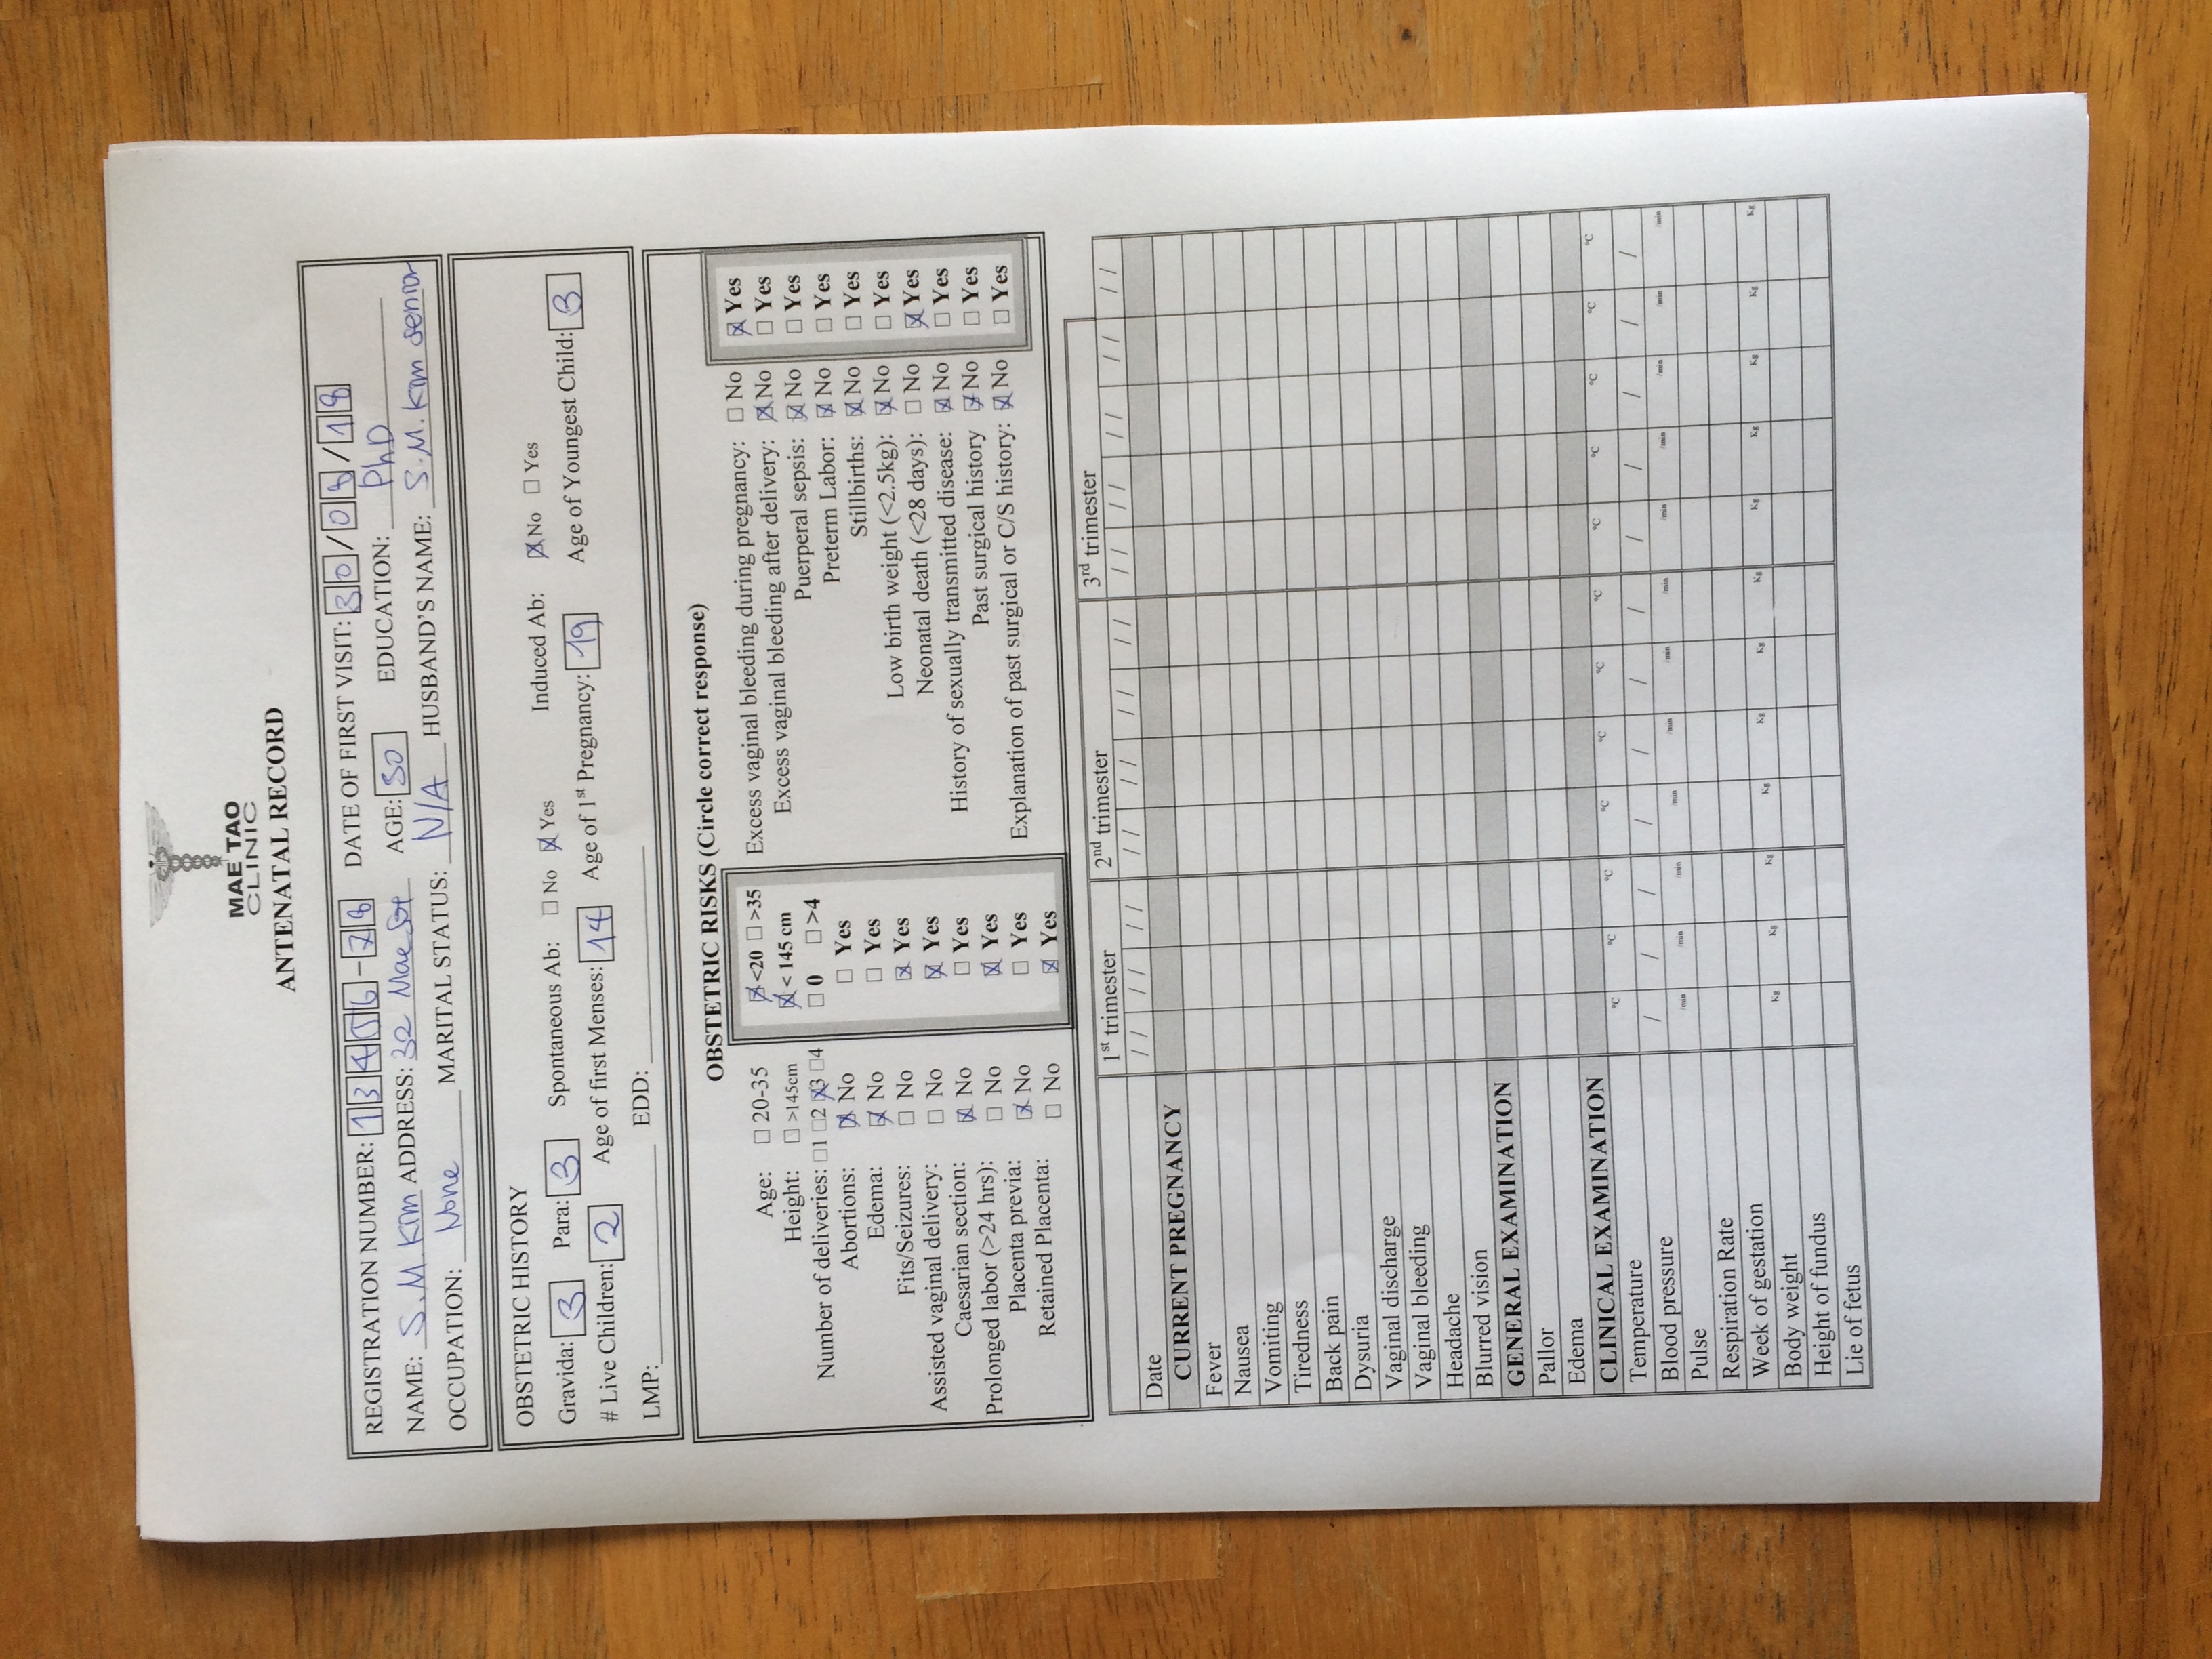 MAE TAO
CLINIC
ANTENATAL RECORD
REGISTRATION NUMBER: 13456-78 DATE OF FIRST VISIT: 30/08/18
NAME: S.M. Kim ADDRESS: 32 Mae Sot AGE: 30 EDUCATION: PhD
OCCUPATION: None MARITAL STATUS: N/A HUSBAND'S NAME: S.M. Kim senior
OBSTETRIC HISTORY
Gravida: 3 Para: 3 Spontaneous Ab: ☐ No ☒ Yes Induced Ab: ☒ No ☐ Yes
# Live Children: 2 Age of first Menses: 14 Age of 1st Pregnancy: 19 Age of Youngest Child: 3
LMP: EDD:
OBSTETRIC RISKS (Circle correct response)
Age: ☐ 20-35 ☒ <20 ☐ >35
Height: ☐ >145cm ☒ < 145 cm
Number of deliveries: ☐1 ☐2 ☒3 ☐4 ☐ 0 ☐ >4
Abortions: ☒ No ☐ Yes
Edema: ☒ No ☐ Yes
Fits/Seizures: ☐ No ☒ Yes
Assisted vaginal delivery: ☐ No ☒ Yes
Caesarian section: ☒ No ☐ Yes
Prolonged labor (>24 hrs): ☐ No ☒ Yes
Placenta previa: ☒ No ☐ Yes
Retained Placenta: ☐ No ☒ Yes
Excess vaginal bleeding during pregnancy: ☐ No ☒ Yes
Excess vaginal bleeding after delivery: ☒ No ☐ Yes
Puerperal sepsis: ☒ No ☐ Yes
Preterm Labor: ☒ No ☐ Yes
Stillbirths: ☒ No ☐ Yes
Low birth weight (<2.5kg): ☒ No ☐ Yes
Neonatal death (<28 days): ☐ No ☒ Yes
History of sexually transmitted disease: ☒ No ☐ Yes
Past surgical history ☒ No ☐ Yes
Explanation of past surgical or C/S history: ☒ No ☐ Yes
1st trimester 2nd trimester 3rd trimester
Date / / / / / / / / / / / / / / / / / / / / / / / /
CURRENT PREGNANCY
Fever
Nausea
Vomiting
Tiredness
Back pain
Dysuria
Vaginal discharge
Vaginal bleeding
Headache
Blurred vision
GENERAL EXAMINATION
Pallor
Edema
CLINICAL EXAMINATION
Temperature °C °C °C °C °C °C °C °C °C °C °C °C
Blood pressure / / / / / / / / / / / /
Pulse /min /min /min /min /min /min /min /min /min /min /min /min
Respiration Rate
Week of gestation
Body weight Kg Kg Kg Kg Kg Kg Kg Kg Kg Kg Kg Kg
Height of fundus
Lie of fetus